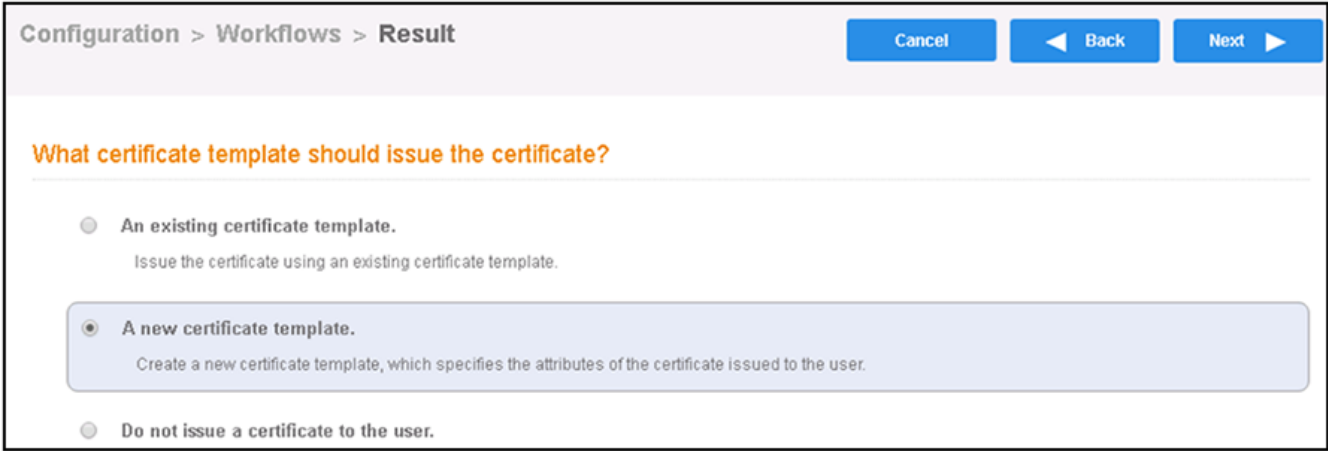 Configuration > Workflows > Result
Cancel
Back
Next
What certificate template should issue the certificate?
An existing certificate template.
Issue the certificate using an existing certificate template.
A new certificate template.
Create a new certificate template, which specifies the attributes of the certificate issued to the user.
Do not issue a certificate to the user.